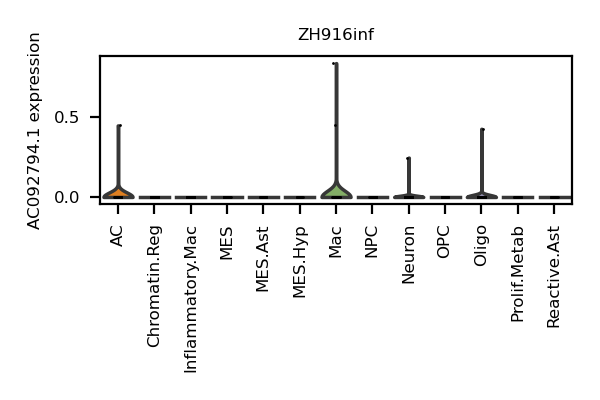 ZH916inf
AC092794.1 expression
0.5
0.0
AC
Chromatin.Reg
Inflammatory.Mac
MES
MES.Ast
MES.Hyp
Mac
NPC
Neuron
OPC
Oligo
Prolif.Metab
Reactive.Ast